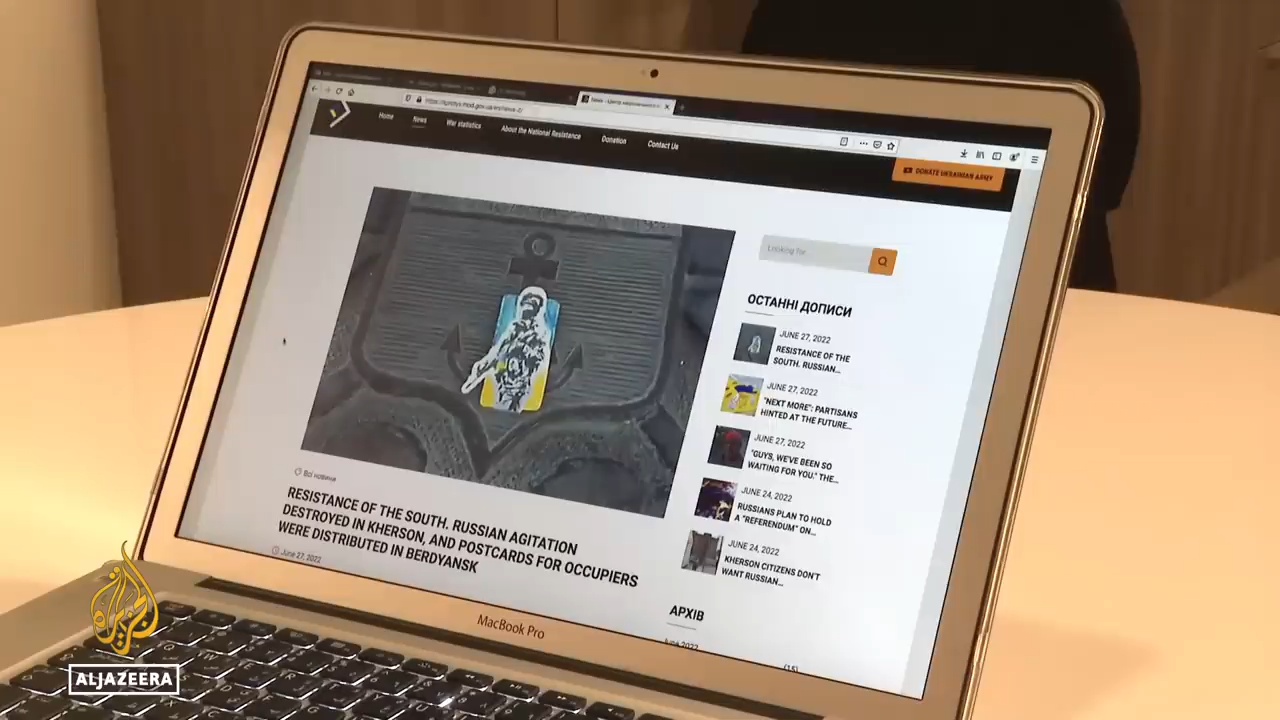 Home
News
War statistics
About the National Resistance
Donation
Contact Us
DONATE UKRAINIAN ARMY
Looking for
ОСТАННІ ДОПИСИ
JUNE 27, 2022
RESISTANCE OF THE
SOUTH. RUSSIAN...
JUNE 27, 2022
"NEXT MORE": PARTISANS
HINTED AT THE FUTURE...
JUNE 27, 2022
"GUYS, WE'VE BEEN SO
WAITING FOR YOU." THE...
JUNE 24, 2022
RUSSIANS PLAN TO HOLD
A "REFERENDUM" ON...
JUNE 24, 2022
KHERSON CITIZENS DON'T
WANT RUSSIAN...
АРХІВ
Всі новини
RESISTANCE OF THE SOUTH. RUSSIAN AGITATION
DESTROYED IN KHERSON, AND POSTCARDS FOR OCCUPIERS
WERE DISTRIBUTED IN BERDYANSK
June 27, 2022
MacBook Pro
الجزيرة
ALJAZEERA